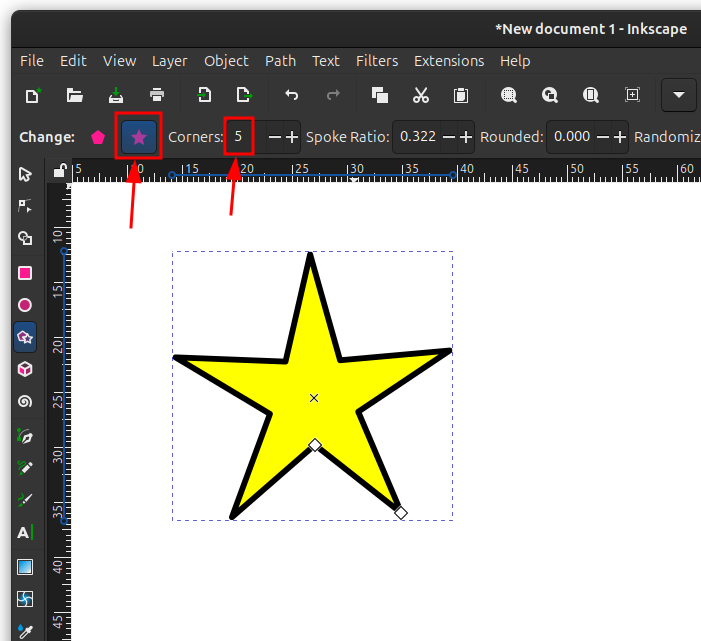 *New document 1 - Inkscape
File Edit View Layer Object Path Text Filters Extensions Help
Change: Corners: 5 Spoke Ratio: 0.322 Rounded: 0.000 Randomiz
5 10 15 20 25 30 35 40 45 50 55 60
10
15
20
25
30
35
40
45